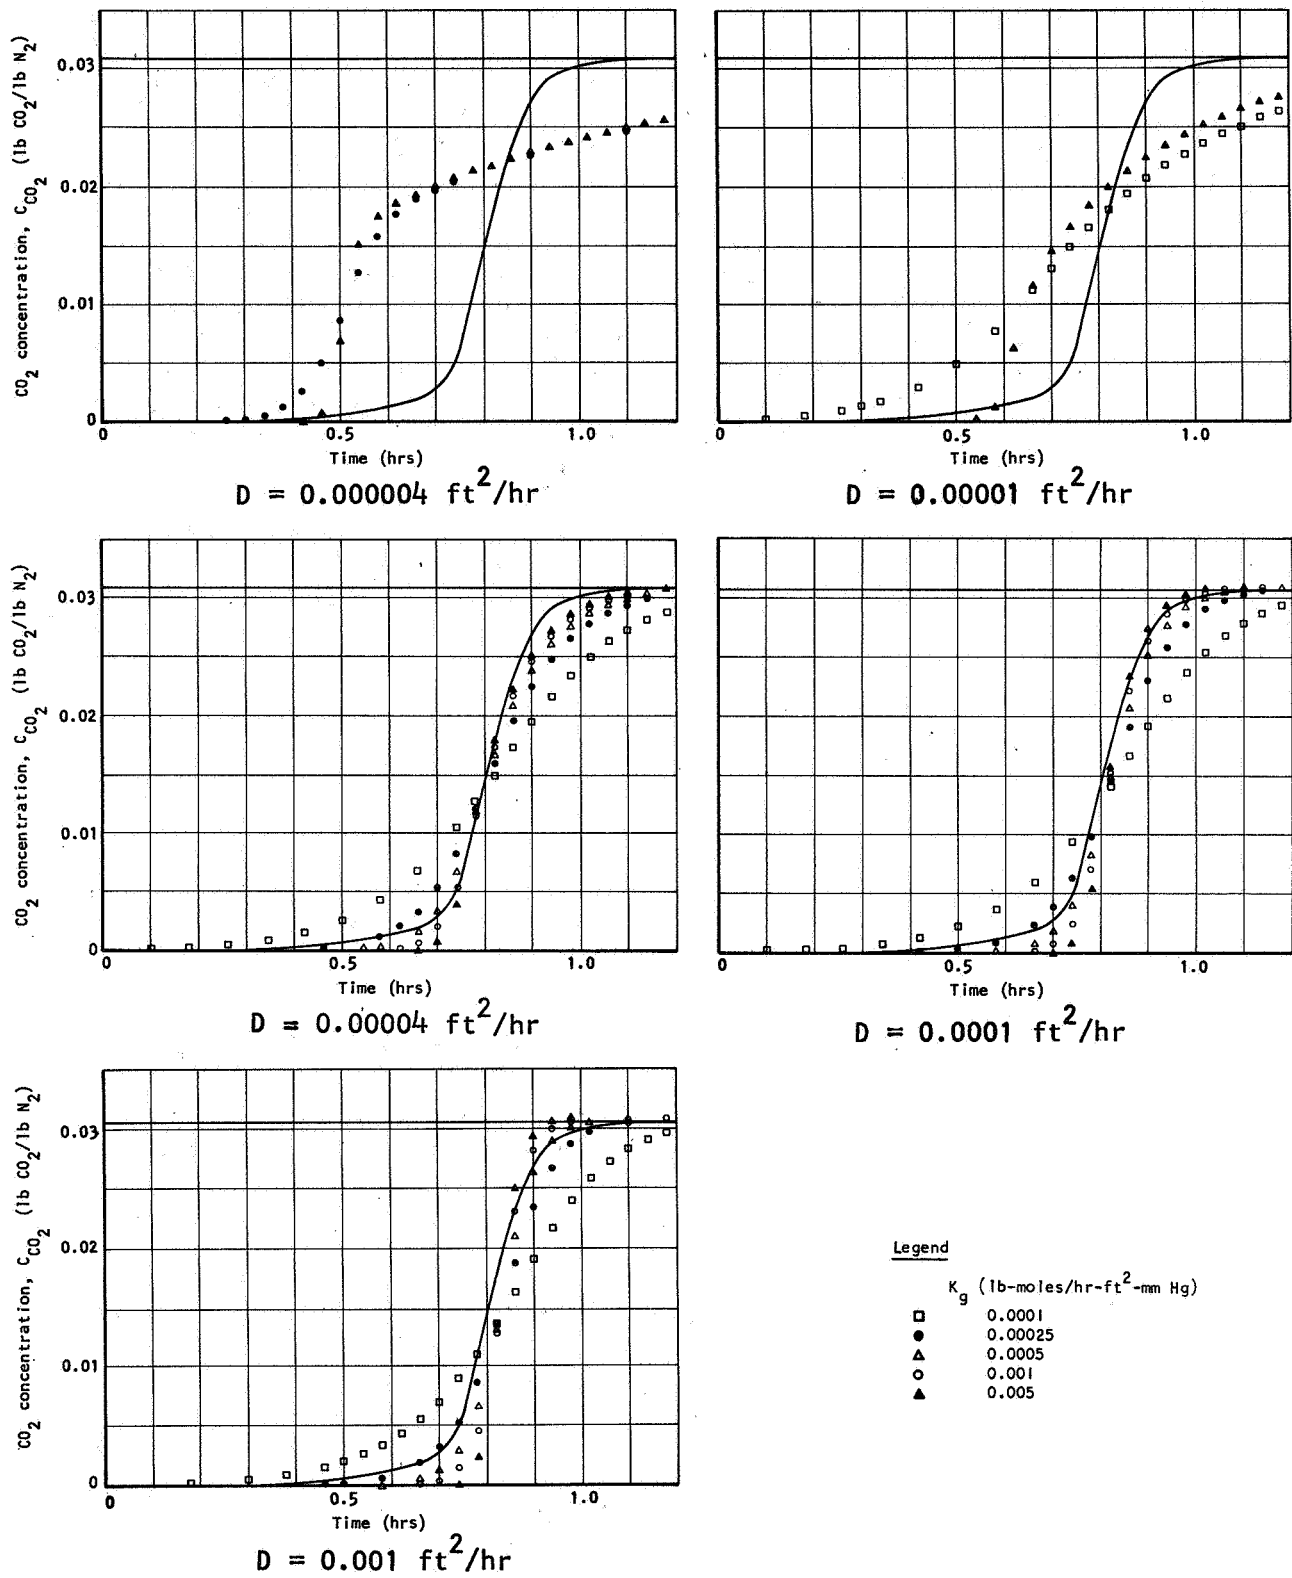 CO2 concentration, CCO2 (lb CO2/lb N2)
0.03
0.02
0.01
0
0.5
1.0
Time (hrs)
D = 0.000004 ft2/hr
0
0.5
1.0
Time (hrs)
D = 0.00001 ft2/hr
CO2 concentration, CCO2 (lb CO2/lb N2)
0.03
0.02
0.01
0
0
0.5
1.0
Time (hrs)
D = 0.00004 ft2/hr
0
0.5
1.0
Time (hrs)
D = 0.0001 ft2/hr
CO2 concentration, CCO2 (lb CO2/lb N2)
0.03
0.02
0.01
0
0
0.5
1.0
Time (hrs)
D = 0.001 ft2/hr
Legend
Kg (lb-moles/hr-ft2-mm Hg)
□ 0.0001
● 0.00025
△ 0.0005
○ 0.001
▲ 0.005